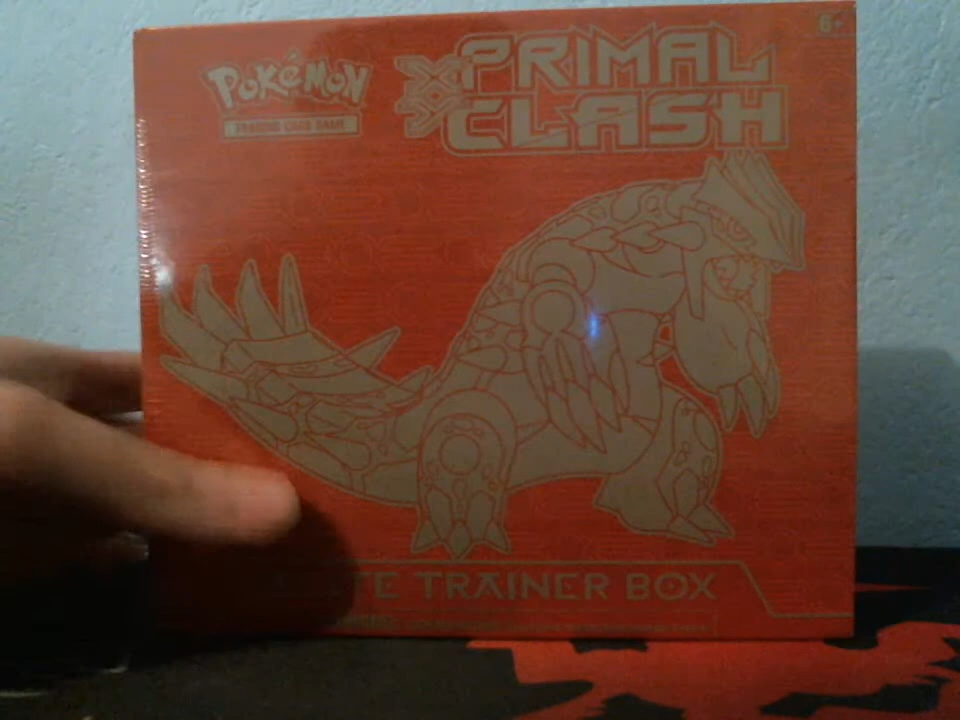 POKéMON
TRADING CARD GAME
XY PRIMAL
CLASH
6+
TE TRAINER BOX